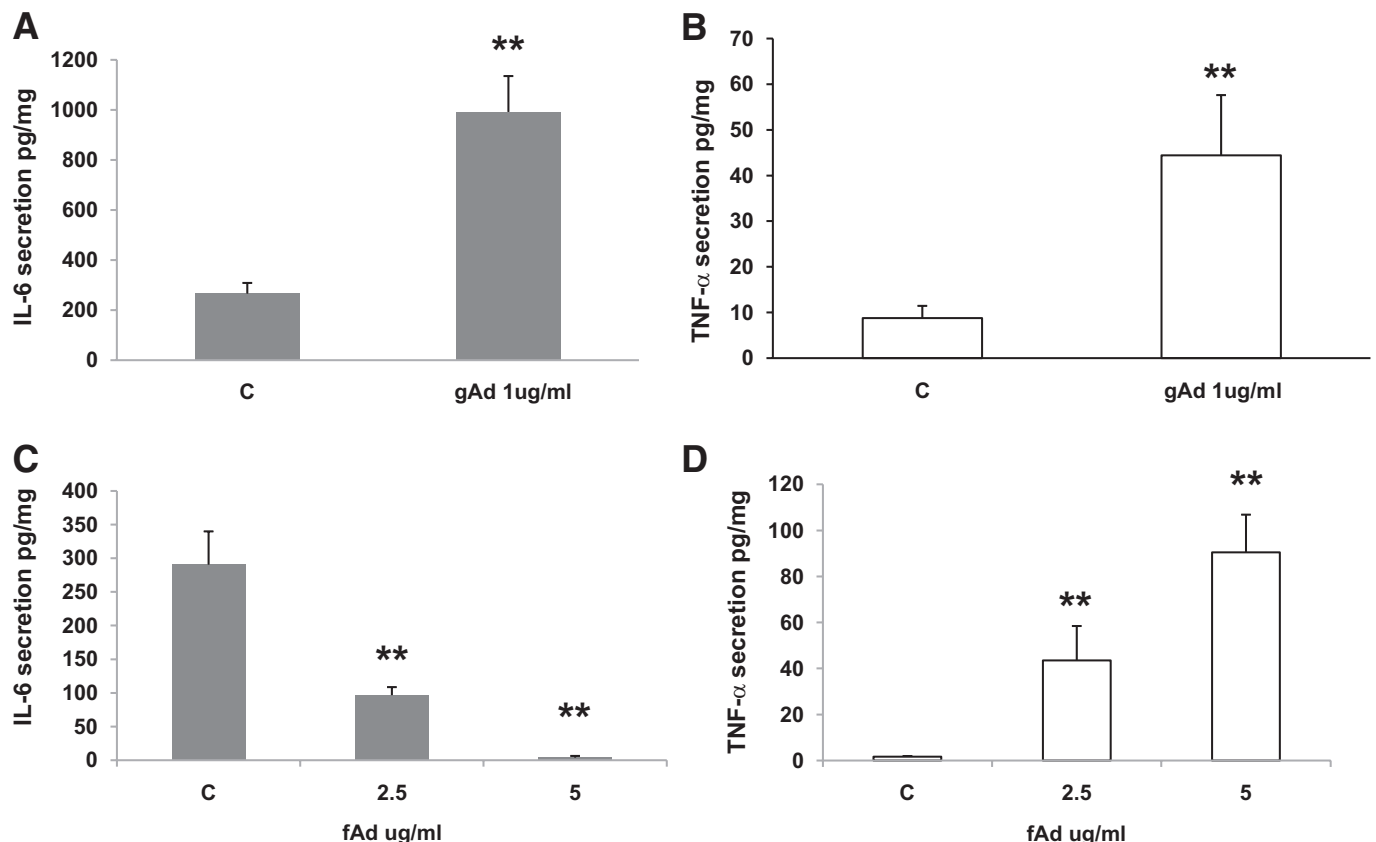 A
IL-6 secretion pg/mg
1200
1000
800
600
400
200
0
**
C
gAd 1ug/ml
B
TNF-α secretion pg/mg
70
60
50
40
30
20
10
0
**
C
gAd 1ug/ml
C
IL-6 secretion pg/mg
400
350
300
250
200
150
100
50
0
**
**
C
2.5
5
fAd ug/ml
D
TNF-α secretion pg/mg
120
100
80
60
40
20
0
**
**
C
2.5
5
fAd ug/ml